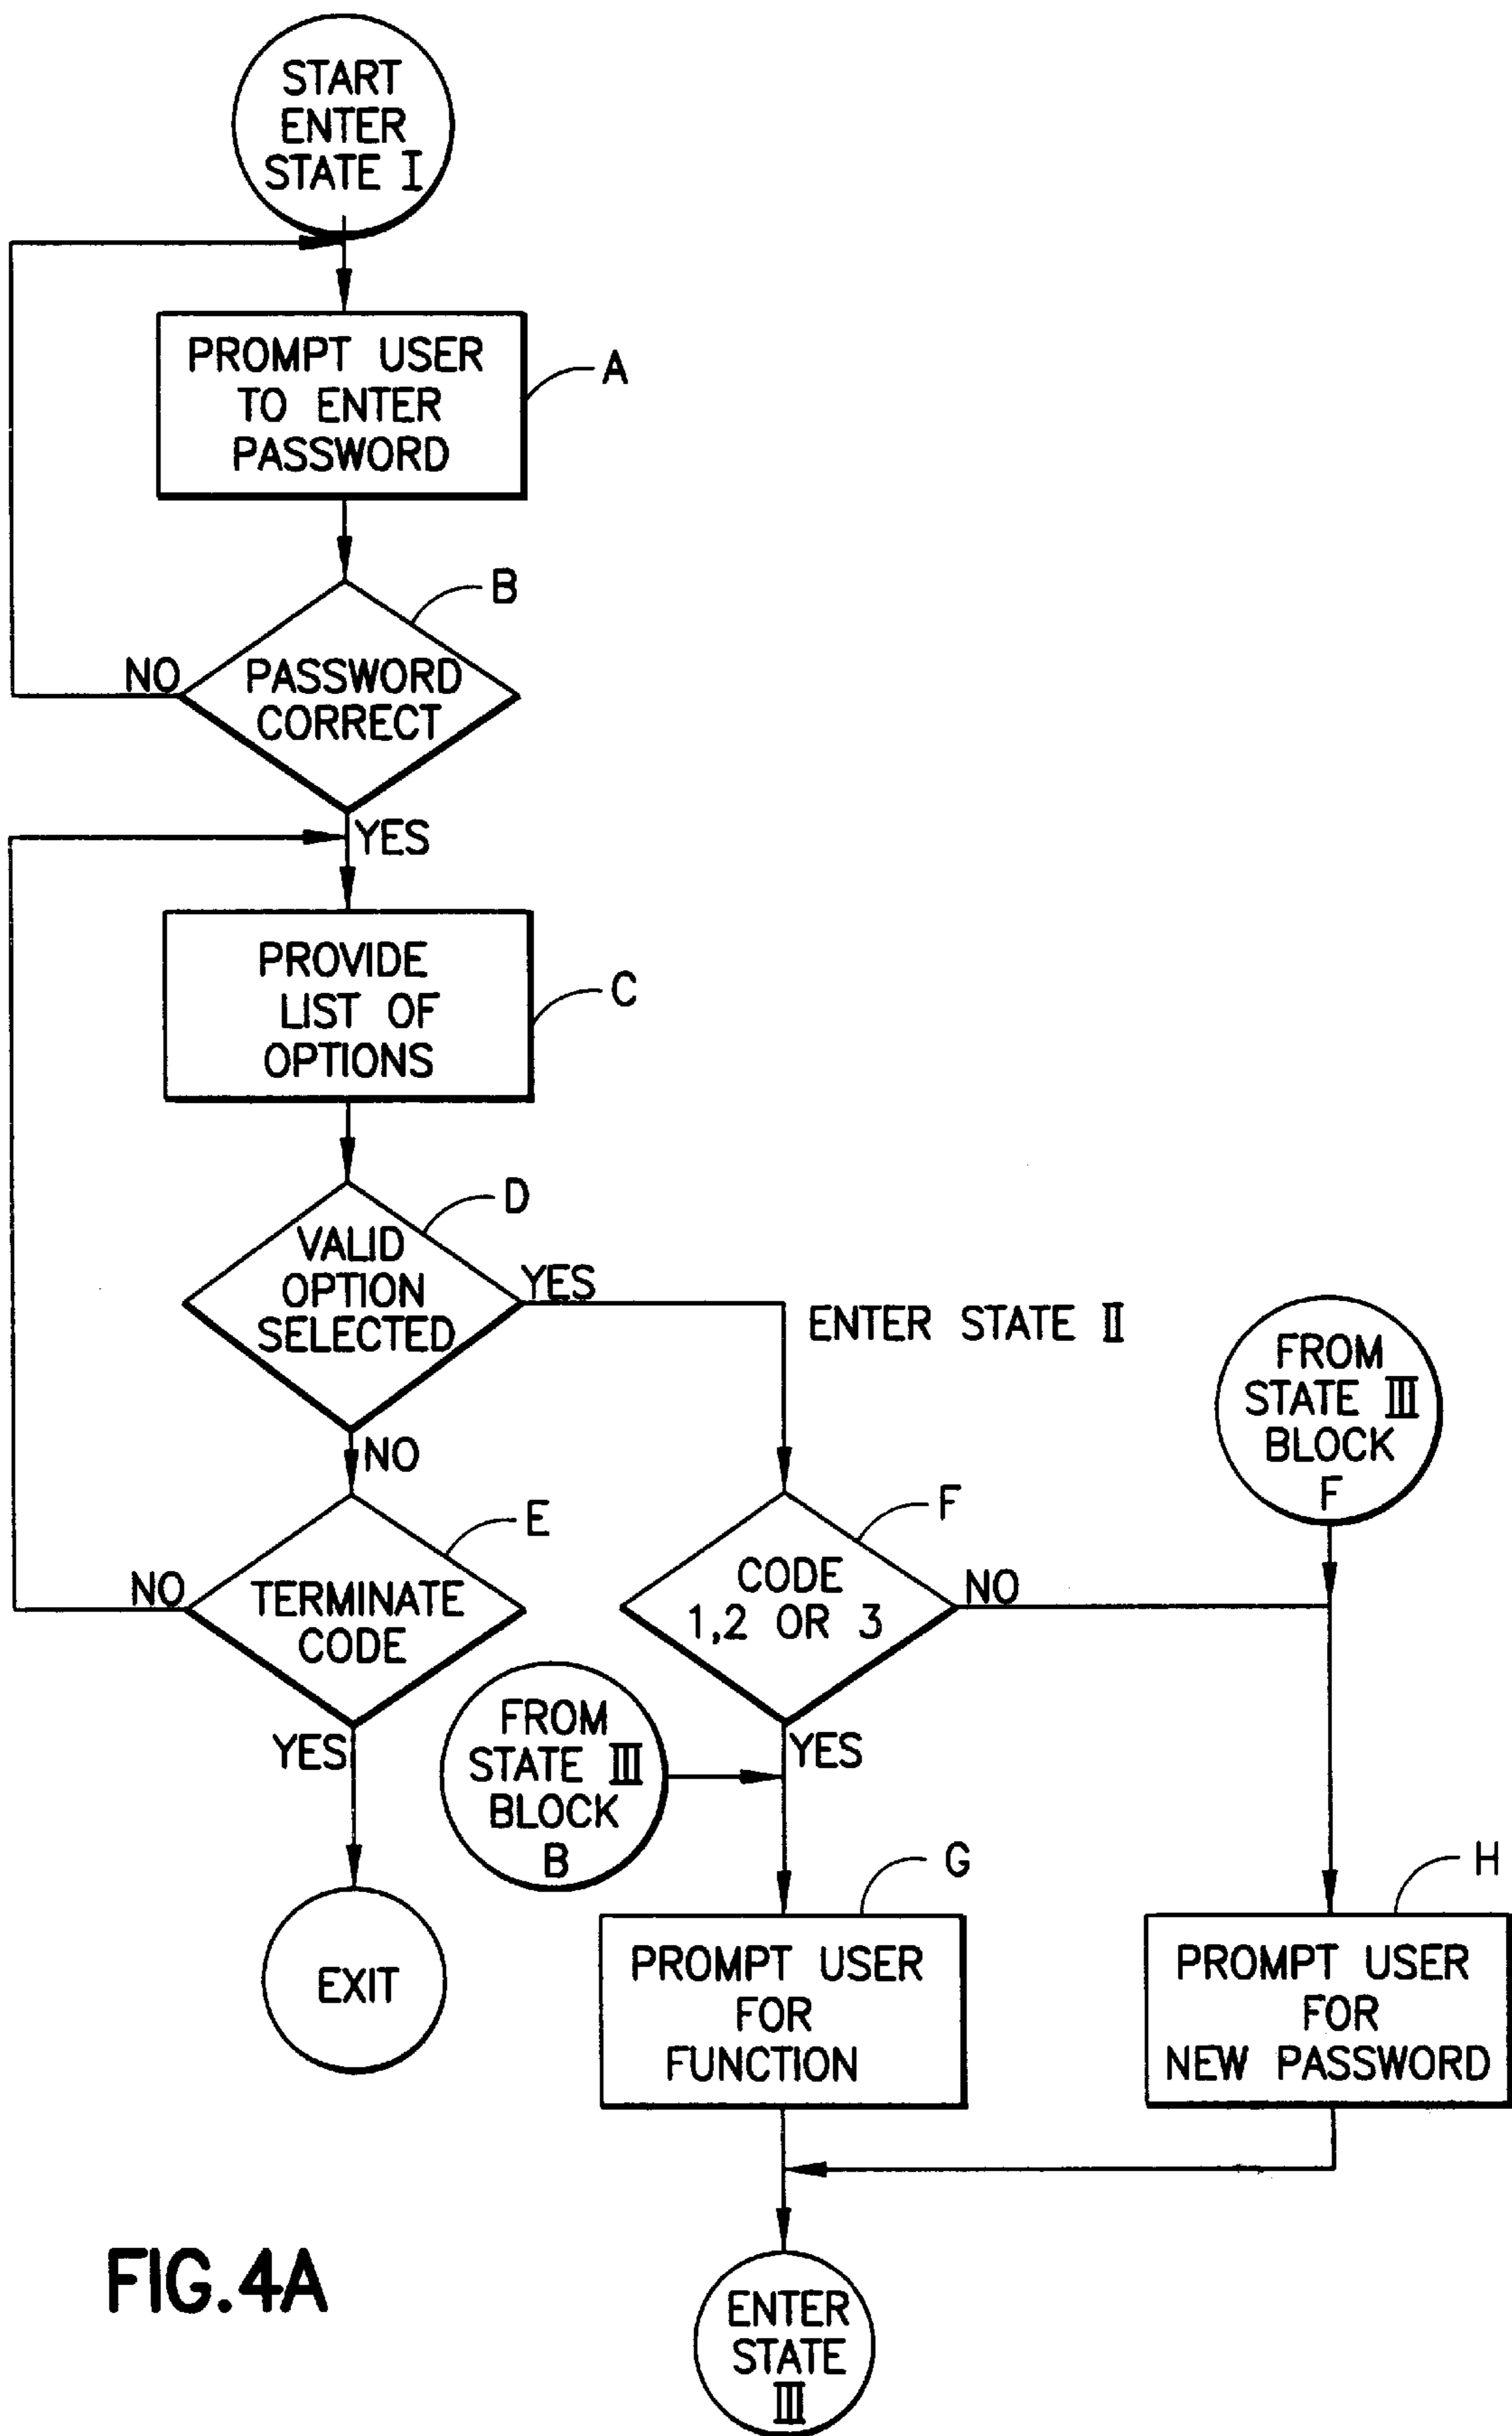 START
ENTER
STATE I
PROMPT USER
TO ENTER
PASSWORD
A
B
NO
PASSWORD
CORRECT
YES
PROVIDE
LIST OF
OPTIONS
C
D
VALID
OPTION
SELECTED
YES
ENTER STATE II
NO
FROM
STATE III
BLOCK
F
E
NO
TERMINATE
CODE
YES
F
CODE
1,2 OR 3
NO
YES
FROM
STATE III
BLOCK
B
EXIT
G
PROMPT USER
FOR
FUNCTION
H
PROMPT USER
FOR
NEW PASSWORD
ENTER
STATE
III
FIG.4A